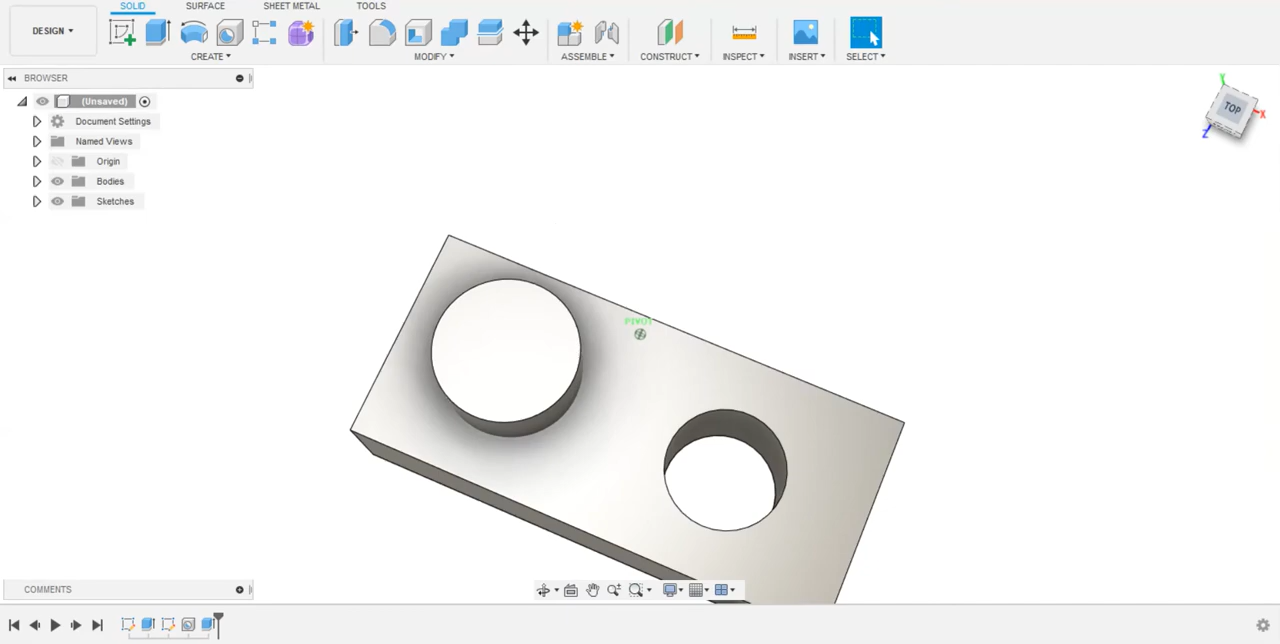 SOLID SURFACE SHEET METAL TOOLS
DESIGN ▾
CREATE ▾ MODIFY ▾ ASSEMBLE ▾ CONSTRUCT ▾ INSPECT ▾ INSERT ▾ SELECT ▾
BROWSER
(Unsaved)
Document Settings
Named Views
Origin
Bodies
Sketches
Y
TOP
X
Z
PIVOT
COMMENTS